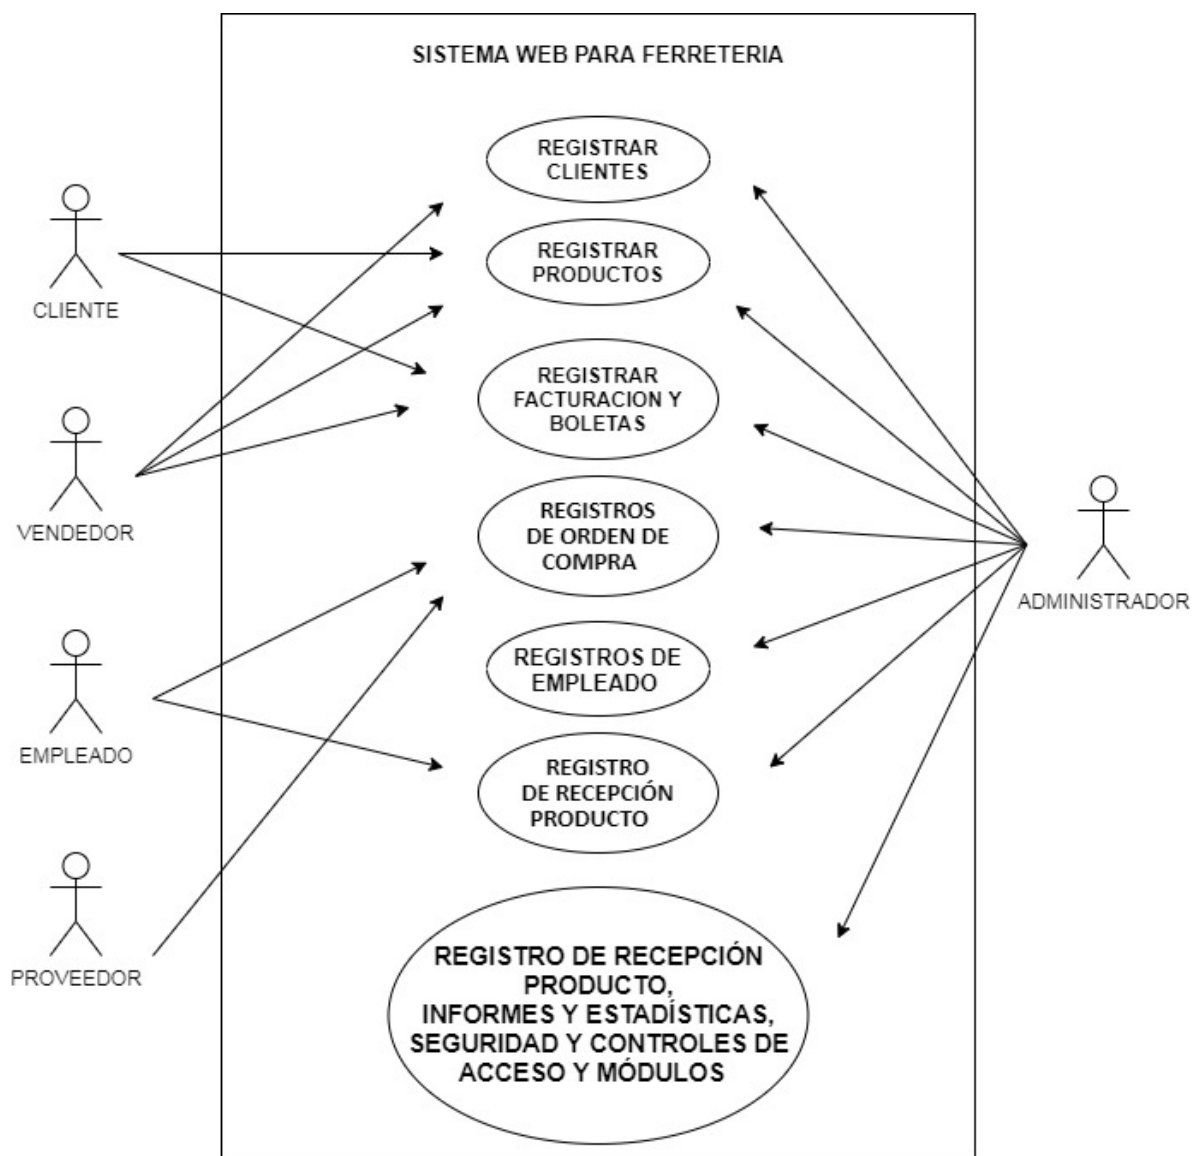 SISTEMA WEB PARA FERRETERIA
REGISTRAR
CLIENTES
REGISTRAR
PRODUCTOS
CLIENTE
REGISTRAR
FACTURACION Y
BOLETAS
VENDEDOR
REGISTROS
DE ORDEN DE
COMPRA
ADMINISTRADOR
REGISTROS DE
EMPLEADO
EMPLEADO
REGISTRO
DE RECEPCIÓN
PRODUCTO
PROVEEDOR
REGISTRO DE RECEPCIÓN
PRODUCTO,
INFORMES Y ESTADÍSTICAS,
SEGURIDAD Y CONTROLES DE
ACCESO Y MÓDULOS